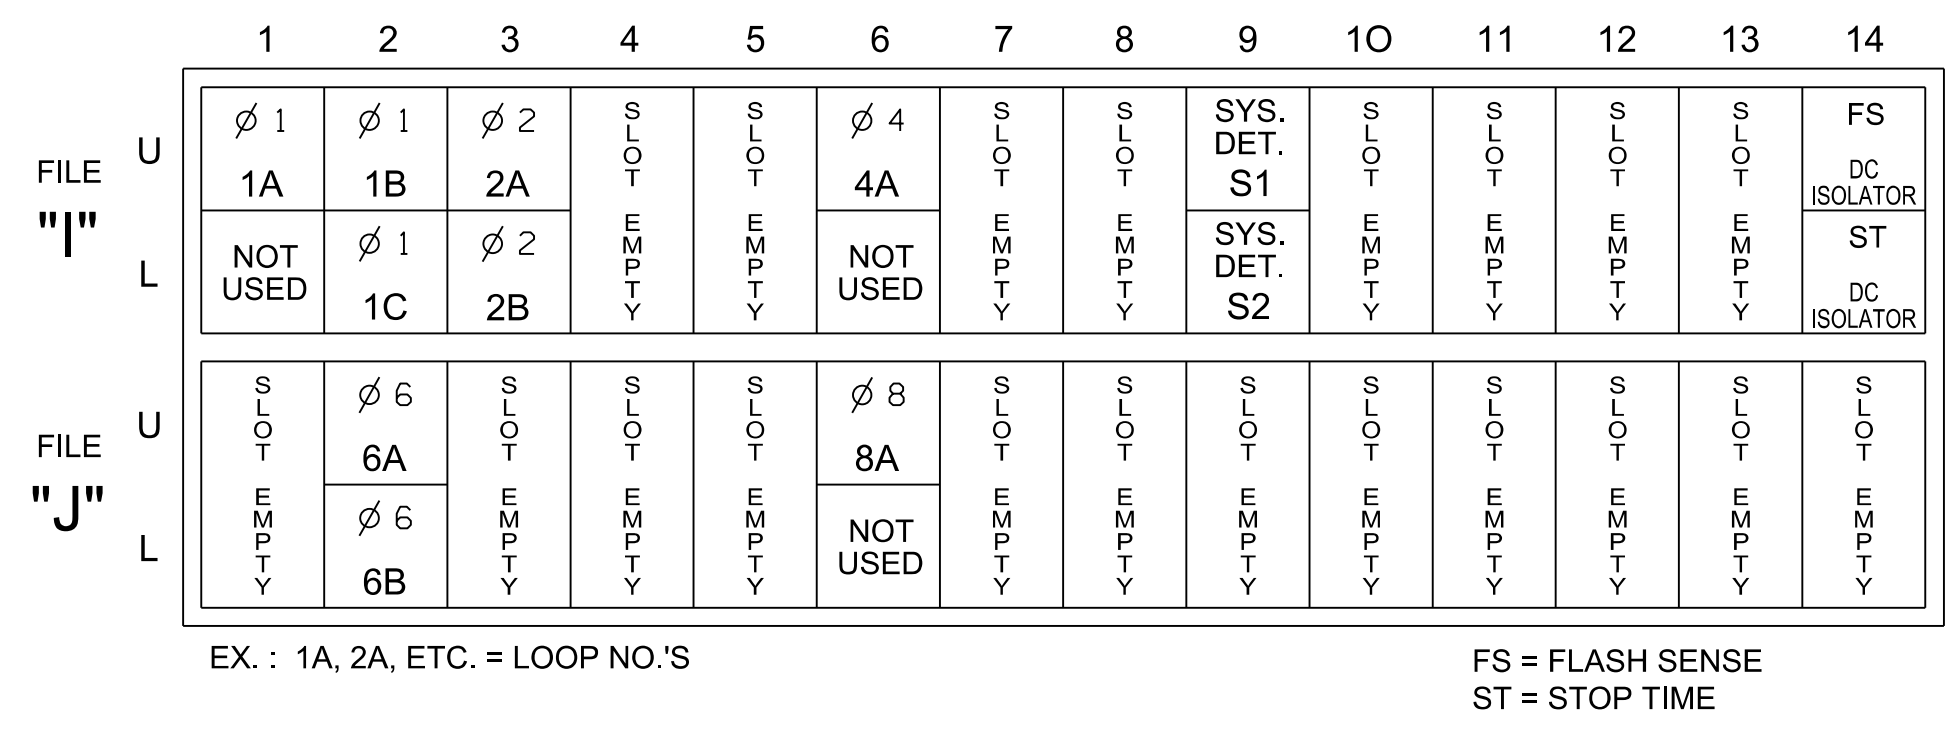 1 2 3 4 5 6 7 8 9 10 11 12 13 14
FILE "I"
U
L
Ø 1
1A
NOT
USED
Ø 1
1B
Ø 1
1C
Ø 2
2A
Ø 2
2B
SLOT EMPTY
SLOT EMPTY
Ø 4
4A
NOT
USED
SLOT EMPTY
SLOT EMPTY
SYS.
DET.
S1
SYS.
DET.
S2
SLOT EMPTY
SLOT EMPTY
SLOT EMPTY
SLOT EMPTY
FS
DC
ISOLATOR
ST
DC
ISOLATOR
FILE "J"
U
L
SLOT EMPTY
Ø 6
6A
Ø 6
6B
SLOT EMPTY
SLOT EMPTY
SLOT EMPTY
Ø 8
8A
NOT
USED
SLOT EMPTY
SLOT EMPTY
SLOT EMPTY
SLOT EMPTY
SLOT EMPTY
SLOT EMPTY
SLOT EMPTY
SLOT EMPTY
EX. : 1A, 2A, ETC. = LOOP NO.'S
FS = FLASH SENSE
ST = STOP TIME